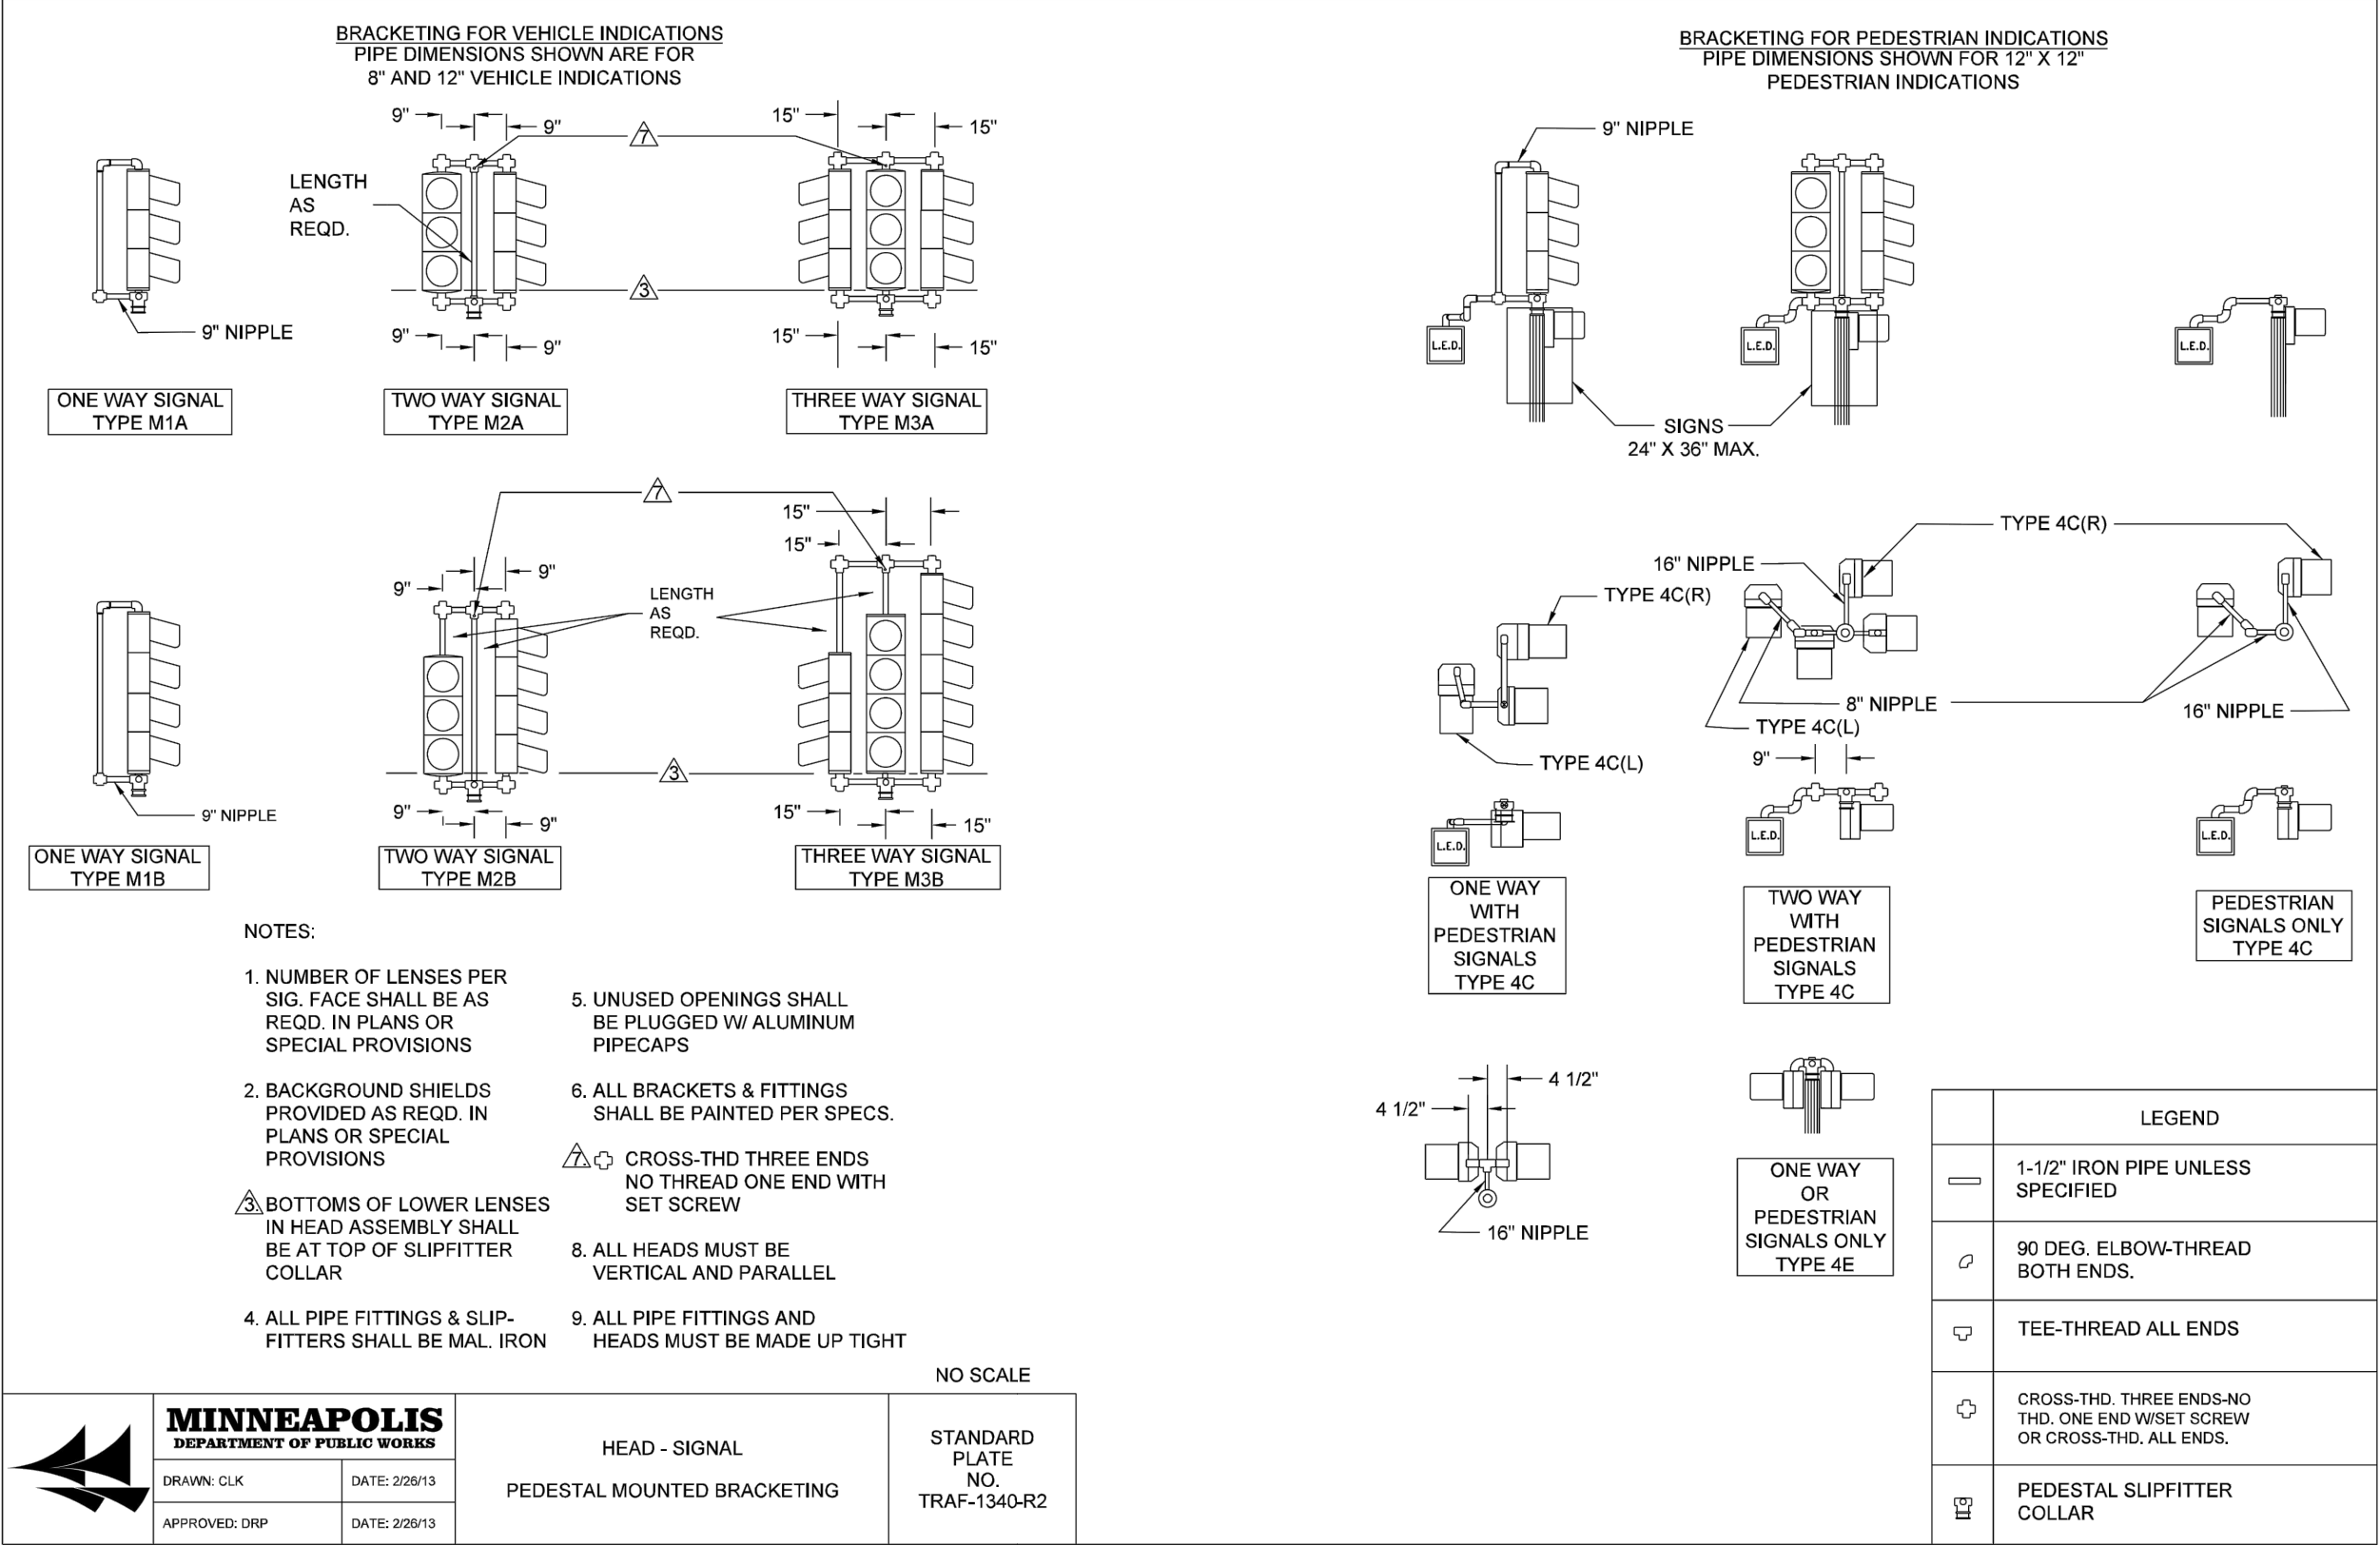 BRACKETING FOR VEHICLE INDICATIONS
PIPE DIMENSIONS SHOWN ARE FOR
8" AND 12" VEHICLE INDICATIONS
9"
9"
7
15"
15"
LENGTH
AS
REQD.
3
9" NIPPLE
9"
9"
15"
15"
ONE WAY SIGNAL
TYPE M1A
TWO WAY SIGNAL
TYPE M2A
THREE WAY SIGNAL
TYPE M3A
7
15"
15"
9"
9"
LENGTH
AS
REQD.
3
9" NIPPLE
9"
9"
15"
15"
ONE WAY SIGNAL
TYPE M1B
TWO WAY SIGNAL
TYPE M2B
THREE WAY SIGNAL
TYPE M3B
NOTES:
1. NUMBER OF LENSES PER
SIG. FACE SHALL BE AS
REQD. IN PLANS OR
SPECIAL PROVISIONS
2. BACKGROUND SHIELDS
PROVIDED AS REQD. IN
PLANS OR SPECIAL
PROVISIONS
3. BOTTOMS OF LOWER LENSES
IN HEAD ASSEMBLY SHALL
BE AT TOP OF SLIPFITTER
COLLAR
4. ALL PIPE FITTINGS & SLIP-
FITTERS SHALL BE MAL. IRON
5. UNUSED OPENINGS SHALL
BE PLUGGED W/ ALUMINUM
PIPECAPS
6. ALL BRACKETS & FITTINGS
SHALL BE PAINTED PER SPECS.
7. CROSS-THD THREE ENDS
NO THREAD ONE END WITH
SET SCREW
8. ALL HEADS MUST BE
VERTICAL AND PARALLEL
9. ALL PIPE FITTINGS AND
HEADS MUST BE MADE UP TIGHT
NO SCALE
MINNEAPOLIS
DEPARTMENT OF PUBLIC WORKS
DRAWN: CLK
DATE: 2/26/13
APPROVED: DRP
DATE: 2/26/13
HEAD - SIGNAL
PEDESTAL MOUNTED BRACKETING
STANDARD
PLATE
NO.
TRAF-1340-R2
BRACKETING FOR PEDESTRIAN INDICATIONS
PIPE DIMENSIONS SHOWN FOR 12" X 12"
PEDESTRIAN INDICATIONS
9" NIPPLE
L.E.D.
L.E.D.
L.E.D.
SIGNS
24" X 36" MAX.
TYPE 4C(R)
16" NIPPLE
TYPE 4C(R)
8" NIPPLE
16" NIPPLE
TYPE 4C(L)
TYPE 4C(L)
9"
L.E.D.
L.E.D.
L.E.D.
ONE WAY
WITH
PEDESTRIAN
SIGNALS
TYPE 4C
TWO WAY
WITH
PEDESTRIAN
SIGNALS
TYPE 4C
PEDESTRIAN
SIGNALS ONLY
TYPE 4C
4 1/2"
4 1/2"
16" NIPPLE
ONE WAY
OR
PEDESTRIAN
SIGNALS ONLY
TYPE 4E
LEGEND
1-1/2" IRON PIPE UNLESS
SPECIFIED
90 DEG. ELBOW-THREAD
BOTH ENDS.
TEE-THREAD ALL ENDS
CROSS-THD. THREE ENDS-NO
THD. ONE END W/SET SCREW
OR CROSS-THD. ALL ENDS.
PEDESTAL SLIPFITTER
COLLAR